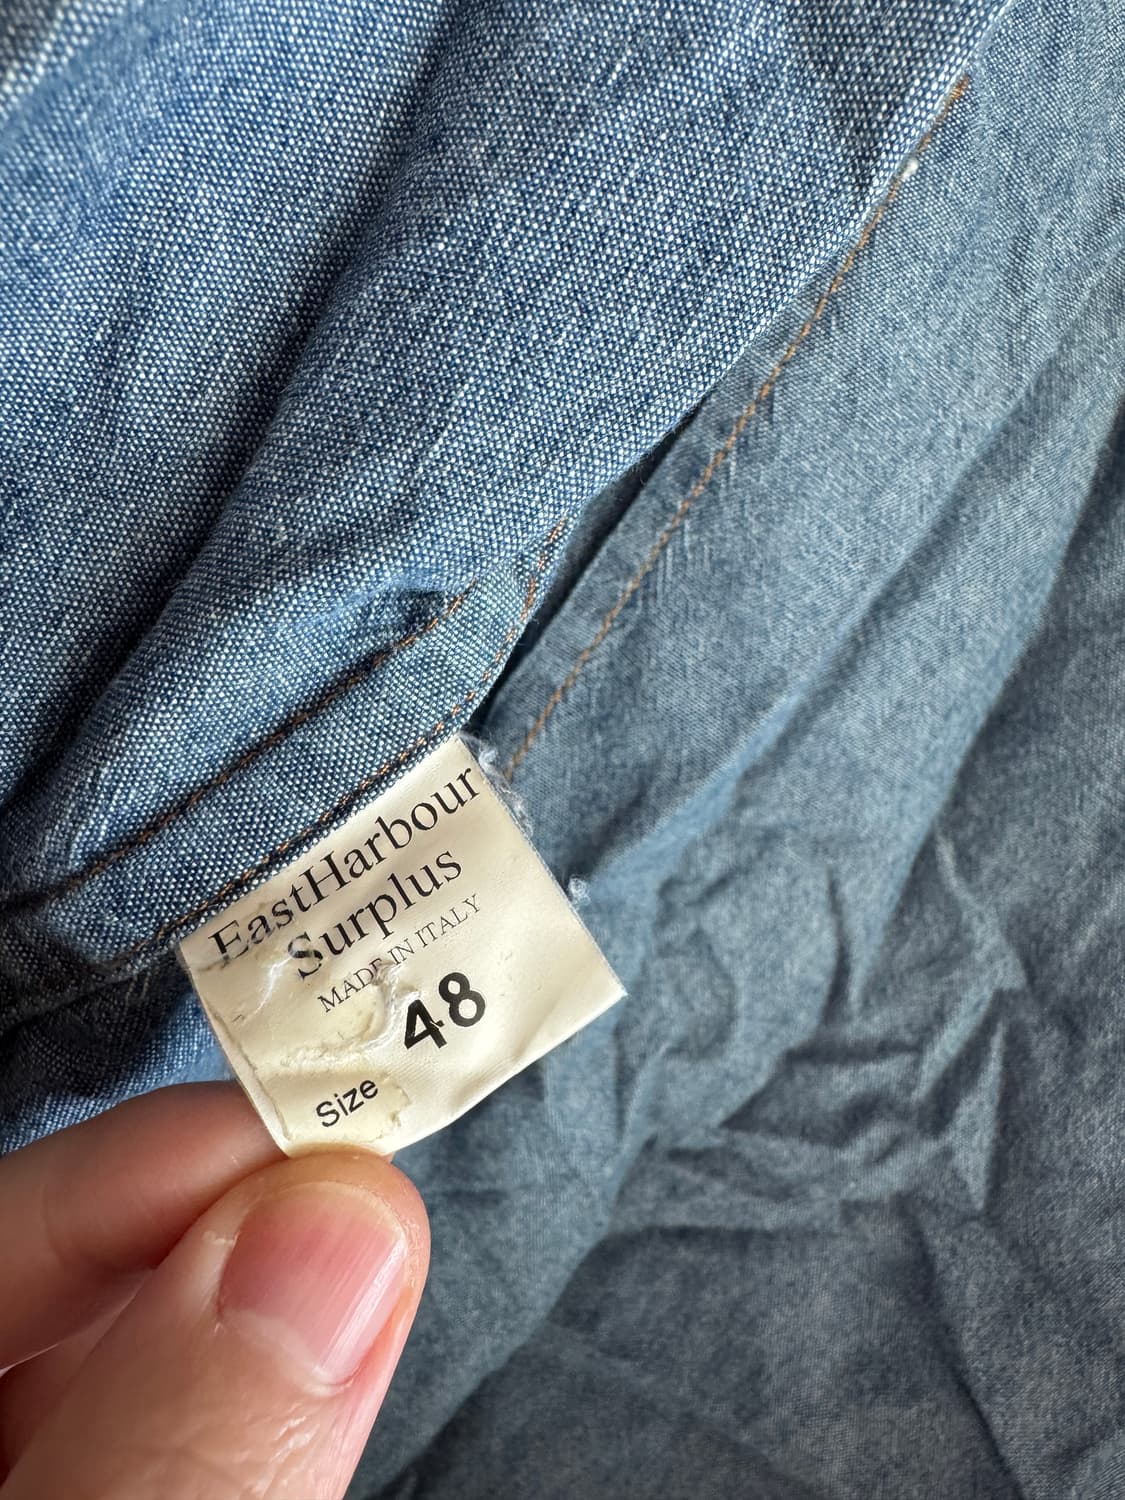 EastHarbour
Surplus
MADE IN ITALY
48
Size